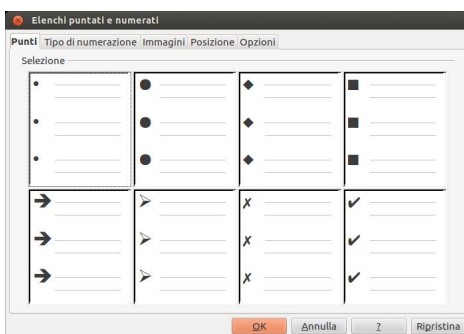 Elenchi puntati e numerati
Punti Tipo di numerazione Immagini Posizione Opzioni
Selezione
OK Annulla ? Ripristina